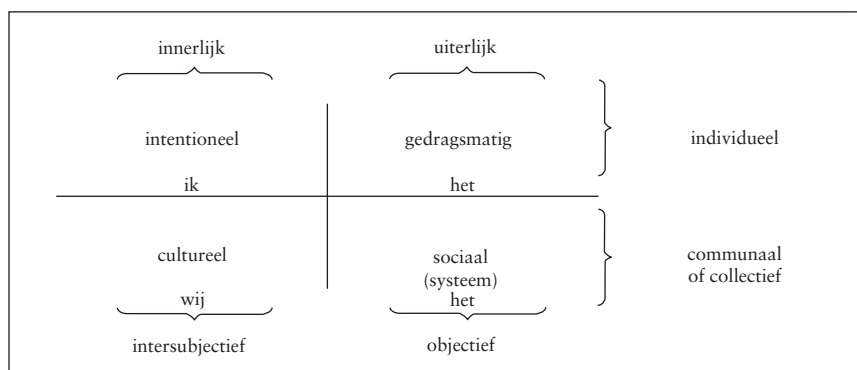 innerlijk uiterlijk
intentioneel gedragsmatig individueel
ik het
cultureel sociaal communaal
(systeem) of collectief
wij het
intersubjectief objectief